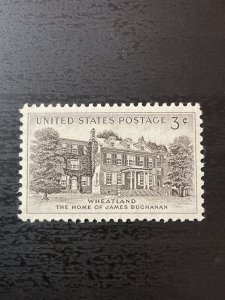 UNITED STATES POSTAGE 3¢
WHEATLAND
THE HOME OF JAMES BUCHANAN